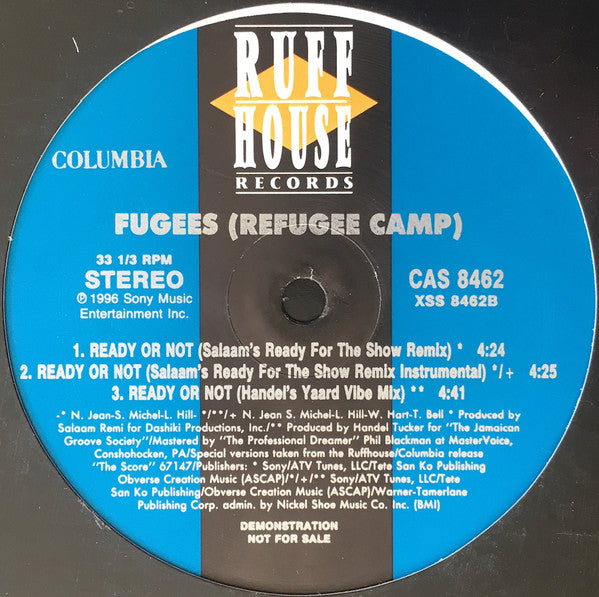 RUFF
HOUSE
RECORDS
COLUMBIA
FUGEES (REFUGEE CAMP)
33 1/3 RPM
STEREO
℗ 1996 Sony Music
Entertainment Inc.
CAS 8462
XSS 8462B
1. READY OR NOT (Salaam's Ready For The Show Remix) * 4:24
2. READY OR NOT (Salaam's Ready For The Show Remix Instrumental) */+ 4:25
3. READY OR NOT (Handel's Yaard Vibe Mix) ** 4:41
-* N. Jean-S. Michel-L. Hill- */**/+ N. Jean S. Michel-L. Hill-W. Hart-T. Bell * Produced by
Salaam Remi for Dashiki Productions, Inc./** Produced by Handel Tucker for "The Jamaican
Groove Society"/Mastered by "The Professional Dreamer" Phil Blackman at MasterVoice,
Conshohocken, PA/Special versions taken from the Ruffhouse/Columbia release
"The Score" 67147/Publishers: * Sony/ATV Tunes, LLC/Tete San Ko Publishing
Obverse Creation Music (ASCAP)/*/+/** Sony/ATV Tunes, LLC/Tete
San Ko Publishing/Obverse Creation Music (ASCAP)/Warner-Tamerlane
Publishing Corp. admin. by Nickel Shoe Music Co. Inc. (BMI)
DEMONSTRATION
NOT FOR SALE